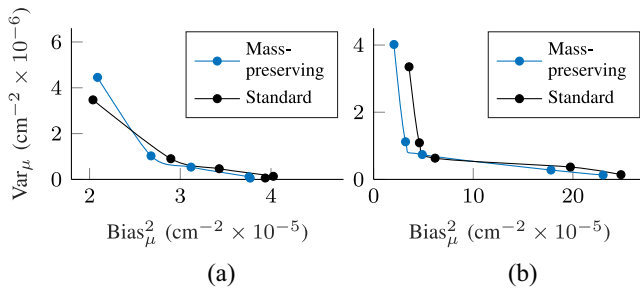 Var_μ (cm⁻² × 10⁻⁶)
6
4
2
0
2
3
4
Bias²_μ (cm⁻² × 10⁻⁵)
Mass-
preserving
Standard
(a)
4
2
0
0
10
20
Bias²_μ (cm⁻² × 10⁻⁵)
Mass-
preserving
Standard
(b)